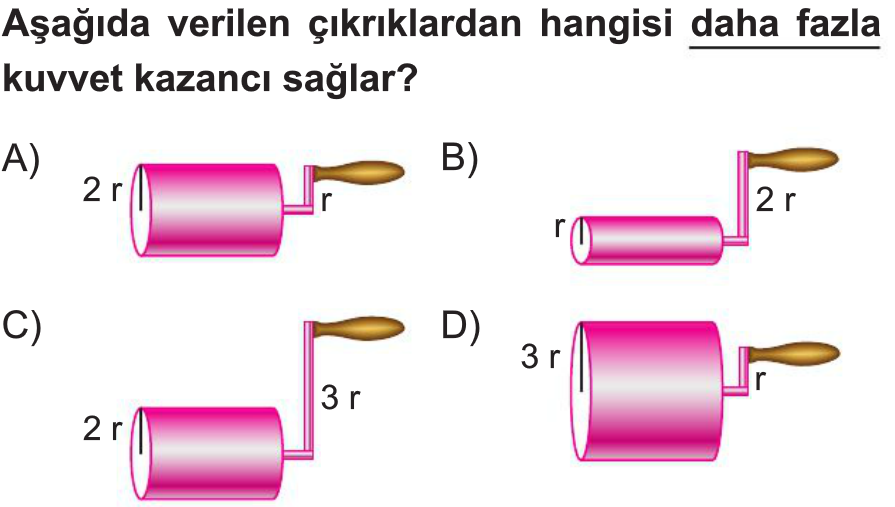 Aşağıda verilen çıkrıklardan hangisi daha fazla
kuvvet kazancı sağlar?
A)
2 r
r
B)
r
2 r
C)
2 r
3 r
D)
3 r
r